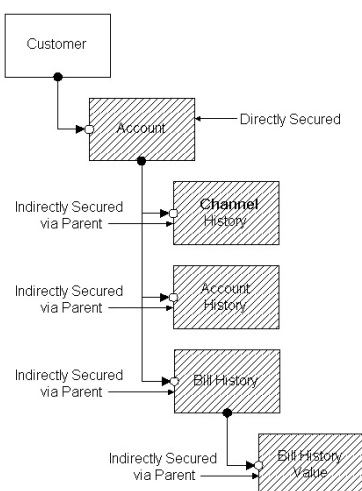 Customer
Account
Directly Secured
Indirectly Secured
via Parent
Channel
History
Indirectly Secured
via Parent
Account
History
Indirectly Secured
via Parent
Bill History
Indirectly Secured
via Parent
Bill History
Value